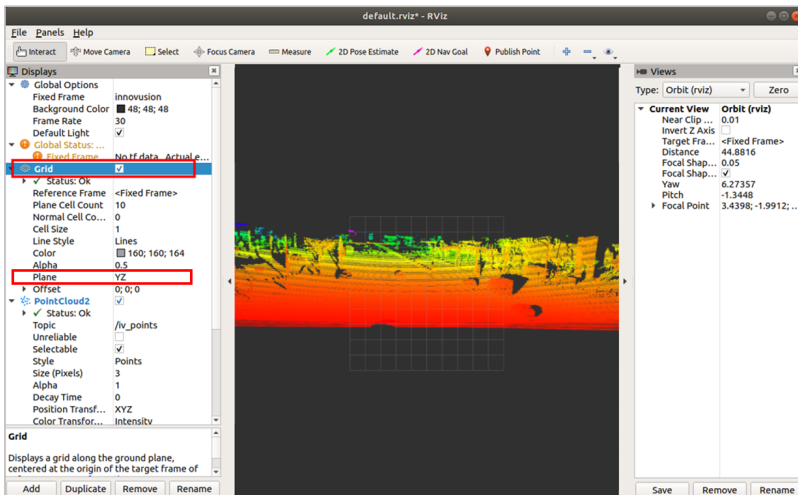 default.rviz* - RViz
File Panels Help
Interact Move Camera Select Focus Camera Measure 2D Pose Estimate 2D Nav Goal Publish Point
Displays
Global Options
Fixed Frame innovusion
Background Color 48; 48; 48
Frame Rate 30
Default Light
Global Status: ...
Fixed Frame No tf data. Actual e...
Grid
Status: Ok
Reference Frame <Fixed Frame>
Plane Cell Count 10
Normal Cell Co... 0
Cell Size 1
Line Style Lines
Color 160; 160; 164
Alpha 0.5
Plane YZ
Offset 0; 0; 0
PointCloud2
Status: Ok
Topic /iv_points
Unreliable
Selectable
Style Points
Size (Pixels) 3
Alpha 1
Decay Time 0
Position Transf... XYZ
Color Transfor... Intensity
Grid
Displays a grid along the ground plane,
centered at the origin of the target frame of
Add Duplicate Remove Rename
Views
Type: Orbit (rviz) Zero
Current View Orbit (rviz)
Near Clip ... 0.01
Invert Z Axis
Target Fra... <Fixed Frame>
Distance 44.8816
Focal Shap... 0.05
Focal Shap...
Yaw 6.27357
Pitch -1.3448
Focal Point 3.4398; -1.9912; ...
Save Remove Rename